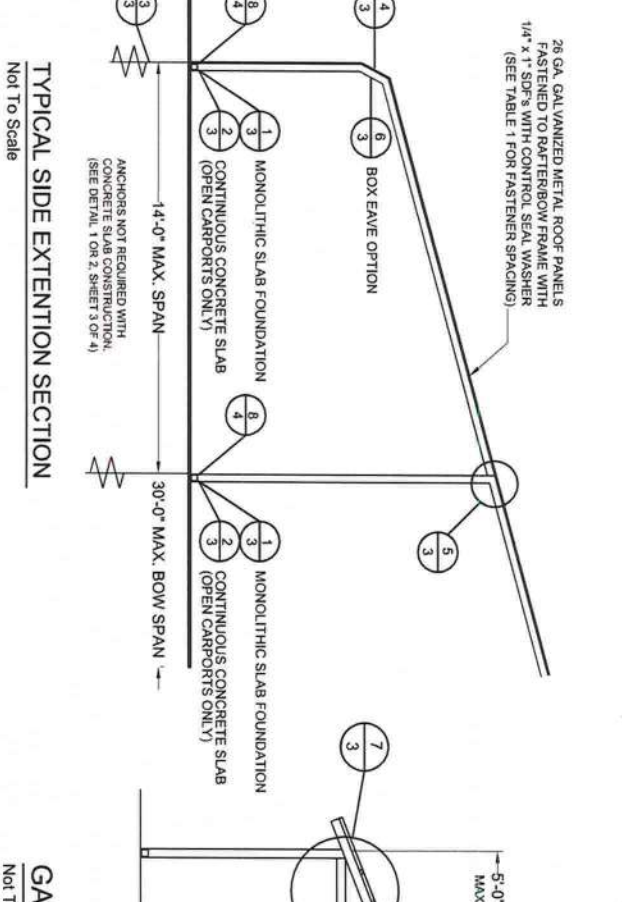 26 GA. GALVANIZED METAL ROOF PANELS
FASTENED TO RAFTER/BOW FRAME WITH
1/4" x 1" SDF's WITH CONTROL SEAL WASHER
(SEE TABLE 1 FOR FASTENER SPACING)
4
3
6
3
BOX EAVE OPTION
5
3
8
4
1
3
MONOLITHIC SLAB FOUNDATION
2
3
CONTINUOUS CONCRETE SLAB
(OPEN CARPORTS ONLY)
8
4
1
3
MONOLITHIC SLAB FOUNDATION
2
3
CONTINUOUS CONCRETE SLAB
(OPEN CARPORTS ONLY)
3
3
14'-0" MAX. SPAN
30'-0" MAX. BOW SPAN
ANCHORS NOT REQUIRED WITH
CONCRETE SLAB CONSTRUCTION.
(SEE DETAIL 1 OR 2, SHEET 3 OF 4)
TYPICAL SIDE EXTENTION SECTION
Not To Scale
7
3
5'-0"
MAX
GA
Not T